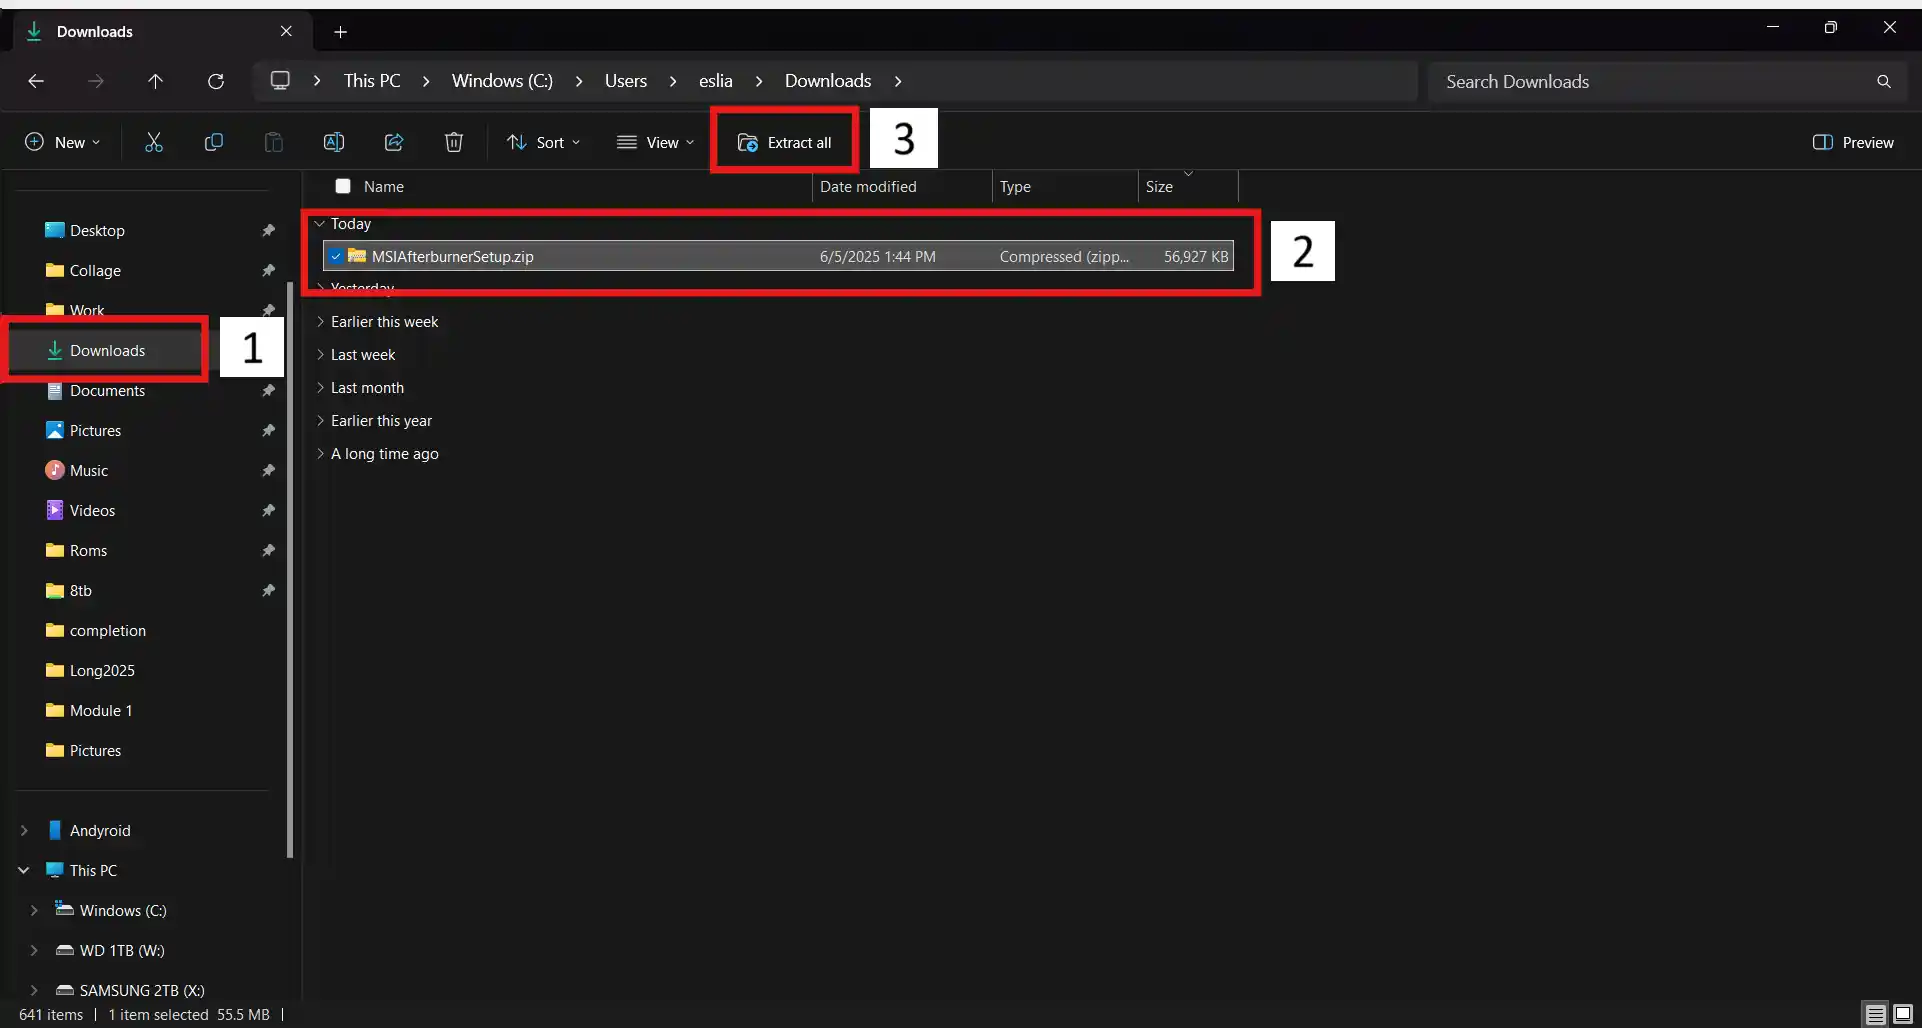 Downloads
This PC > Windows (C:) > Users > eslia > Downloads >
Search Downloads
New
Sort
View
Extract all
3
Preview
Name
Date modified
Type
Size
Today
MSIAfterburnerSetup.zip
6/5/2025 1:44 PM
Compressed (zipp...
56,927 KB
2
Yesterday
Earlier this week
Last week
Last month
Earlier this year
A long time ago
Desktop
Collage
Work
Downloads
1
Documents
Pictures
Music
Videos
Roms
8tb
completion
Long2025
Module 1
Pictures
Andyroid
This PC
Windows (C:)
WD 1TB (W:)
SAMSUNG 2TB (X:)
641 items | 1 item selected 55.5 MB |